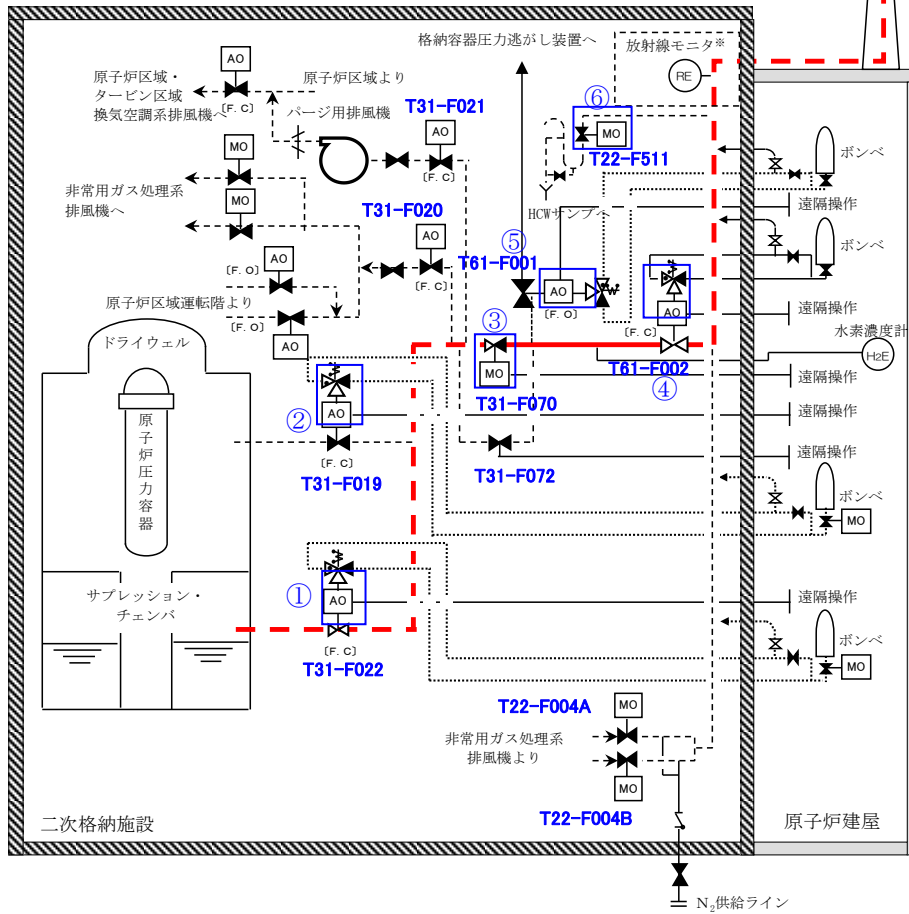 格納容器圧力逃がし装置へ
放射線モニタ※
AO
原子炉区域・
タービン区域
換気空調系排風機へ
原子炉区域より
(F. C)
パージ用排風機
T31-F021
AO
(F. C)
RE
⑥
MO
T22-F511
HCWサンプへ
ボンベ
遠隔操作
ボンベ
遠隔操作
MO
MO
非常用ガス処理系
排風機へ
T31-F020
AO
(F. C)
⑤
T61-F001
AO
(F. O)
AO
(F. C)
AO
(F. O)
原子炉区域運転階より
(F. O)
AO
水素濃度計
H2E
③
MO
T31-F070
T61-F002
④
遠隔操作
ドライウェル
原子炉圧力容器
②
AO
(F. C)
T31-F019
遠隔操作
T31-F072
遠隔操作
ボンベ
MO
サプレッション・
チェンバ
①
AO
(F. C)
T31-F022
遠隔操作
ボンベ
MO
T22-F004A
MO
非常用ガス処理系
排風機より
MO
T22-F004B
二次格納施設
原子炉建屋
N₂供給ライン